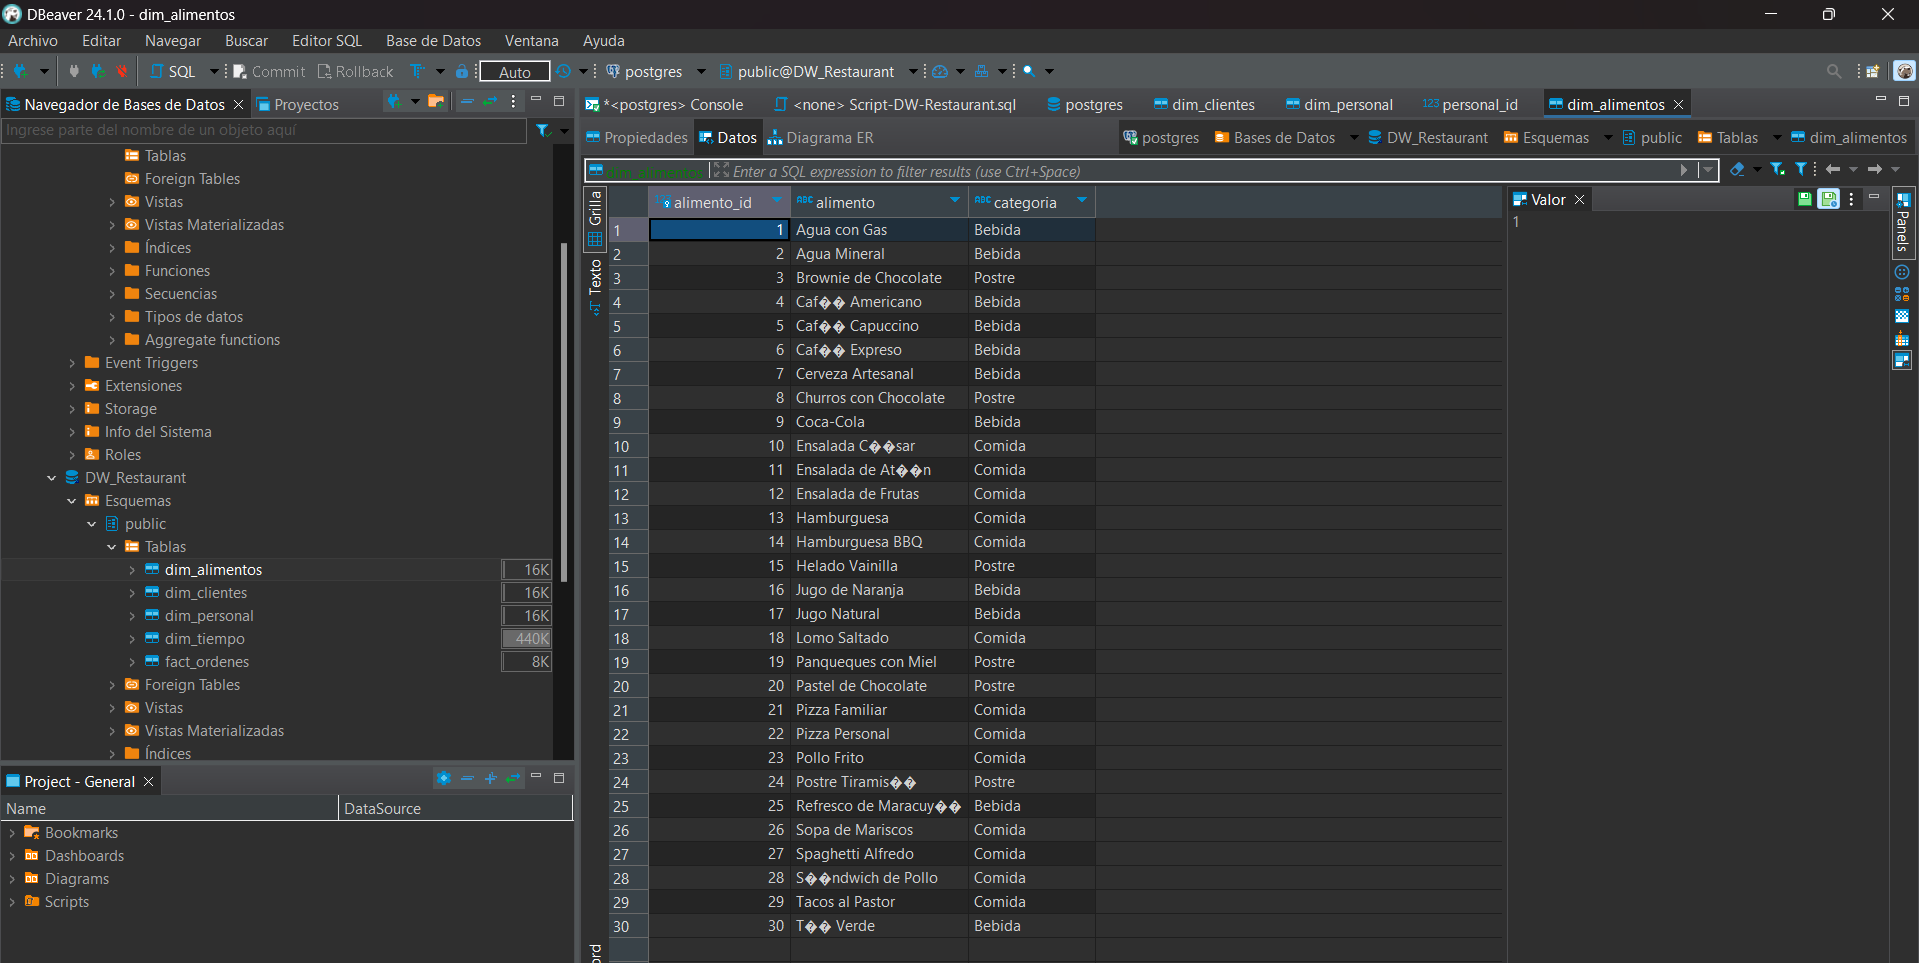 DBeaver 24.1.0 - dim_alimentos
Archivo Editar Navegar Buscar Editor SQL Base de Datos Ventana Ayuda
SQL Commit Rollback Auto postgres public@DW_Restaurant
Navegador de Bases de Datos Proyectos
Ingrese parte del nombre de un objeto aquí
Tablas
Foreign Tables
Vistas
Vistas Materializadas
Índices
Funciones
Secuencias
Tipos de datos
Aggregate functions
Event Triggers
Extensiones
Storage
Info del Sistema
Roles
DW_Restaurant
Esquemas
public
Tablas
dim_alimentos 16K
dim_clientes 16K
dim_personal 16K
dim_tiempo 440K
fact_ordenes 8K
Foreign Tables
Vistas
Vistas Materializadas
Índices
Project - General
Name DataSource
Bookmarks
Dashboards
Diagrams
Scripts
*<postgres> Console <none> Script-DW-Restaurant.sql postgres dim_clientes dim_personal 123 personal_id dim_alimentos
Propiedades Datos Diagrama ER postgres Bases de Datos DW_Restaurant Esquemas public Tablas dim_alimentos
dim_alimentos Enter a SQL expression to filter results (use Ctrl+Space)
Grilla
Texto
alimento_id ABC alimento ABC categoria
1 1 Agua con Gas Bebida
2 2 Agua Mineral Bebida
3 3 Brownie de Chocolate Postre
4 4 Caf�� Americano Bebida
5 5 Caf�� Capuccino Bebida
6 6 Caf�� Expreso Bebida
7 7 Cerveza Artesanal Bebida
8 8 Churros con Chocolate Postre
9 9 Coca-Cola Bebida
10 10 Ensalada C��sar Comida
11 11 Ensalada de At��n Comida
12 12 Ensalada de Frutas Comida
13 13 Hamburguesa Comida
14 14 Hamburguesa BBQ Comida
15 15 Helado Vainilla Postre
16 16 Jugo de Naranja Bebida
17 17 Jugo Natural Bebida
18 18 Lomo Saltado Comida
19 19 Panqueques con Miel Postre
20 20 Pastel de Chocolate Postre
21 21 Pizza Familiar Comida
22 22 Pizza Personal Comida
23 23 Pollo Frito Comida
24 24 Postre Tiramis�� Postre
25 25 Refresco de Maracuy�� Bebida
26 26 Sopa de Mariscos Comida
27 27 Spaghetti Alfredo Comida
28 28 S��ndwich de Pollo Comida
29 29 Tacos al Pastor Comida
30 30 T�� Verde Bebida
ord
Valor
1
Panels